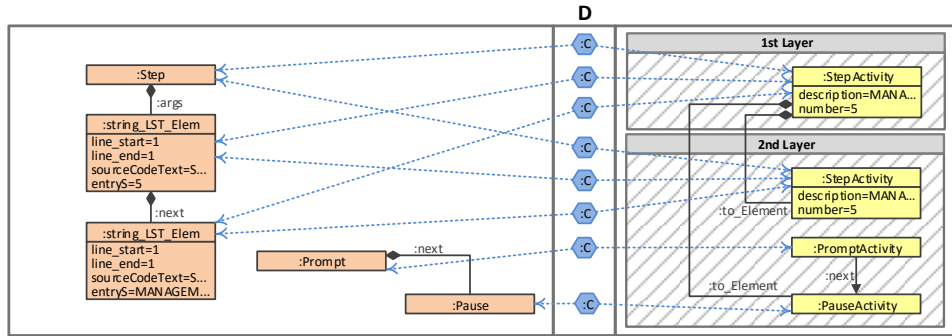 D
:C
1st Layer
:Step
:C
:StepActivity
description=MANA...
number=5
:args
:string_LST_Elem
line_start=1
line_end=1
sourceCodeText=S...
entryS=5
:C
:C
2nd Layer
:C
:StepActivity
description=MANA...
number=5
:next
:to_Element
:string_LST_Elem
line_start=1
line_end=1
sourceCodeText=S...
entryS=MANAGEM...
:C
:Prompt
:next
:C
:PromptActivity
:next
:to_Element
:Pause
:C
:PauseActivity